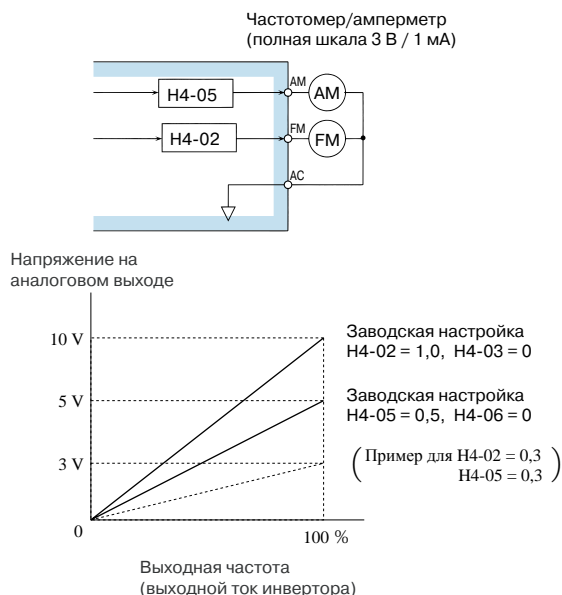 Частотомер/амперметр
(полная шкала 3 В / 1 мА)
H4-05
AM
AM
H4-02
FM
FM
AC
Напряжение на
аналоговом выходе
10 V
5 V
3 V
0
100 %
Заводская настройка
H4-02 = 1,0, H4-03 = 0
Заводская настройка
H4-05 = 0,5, H4-06 = 0
(Пример для H4-02 = 0,3
H4-05 = 0,3)
Выходная частота
(выходной ток инвертора)